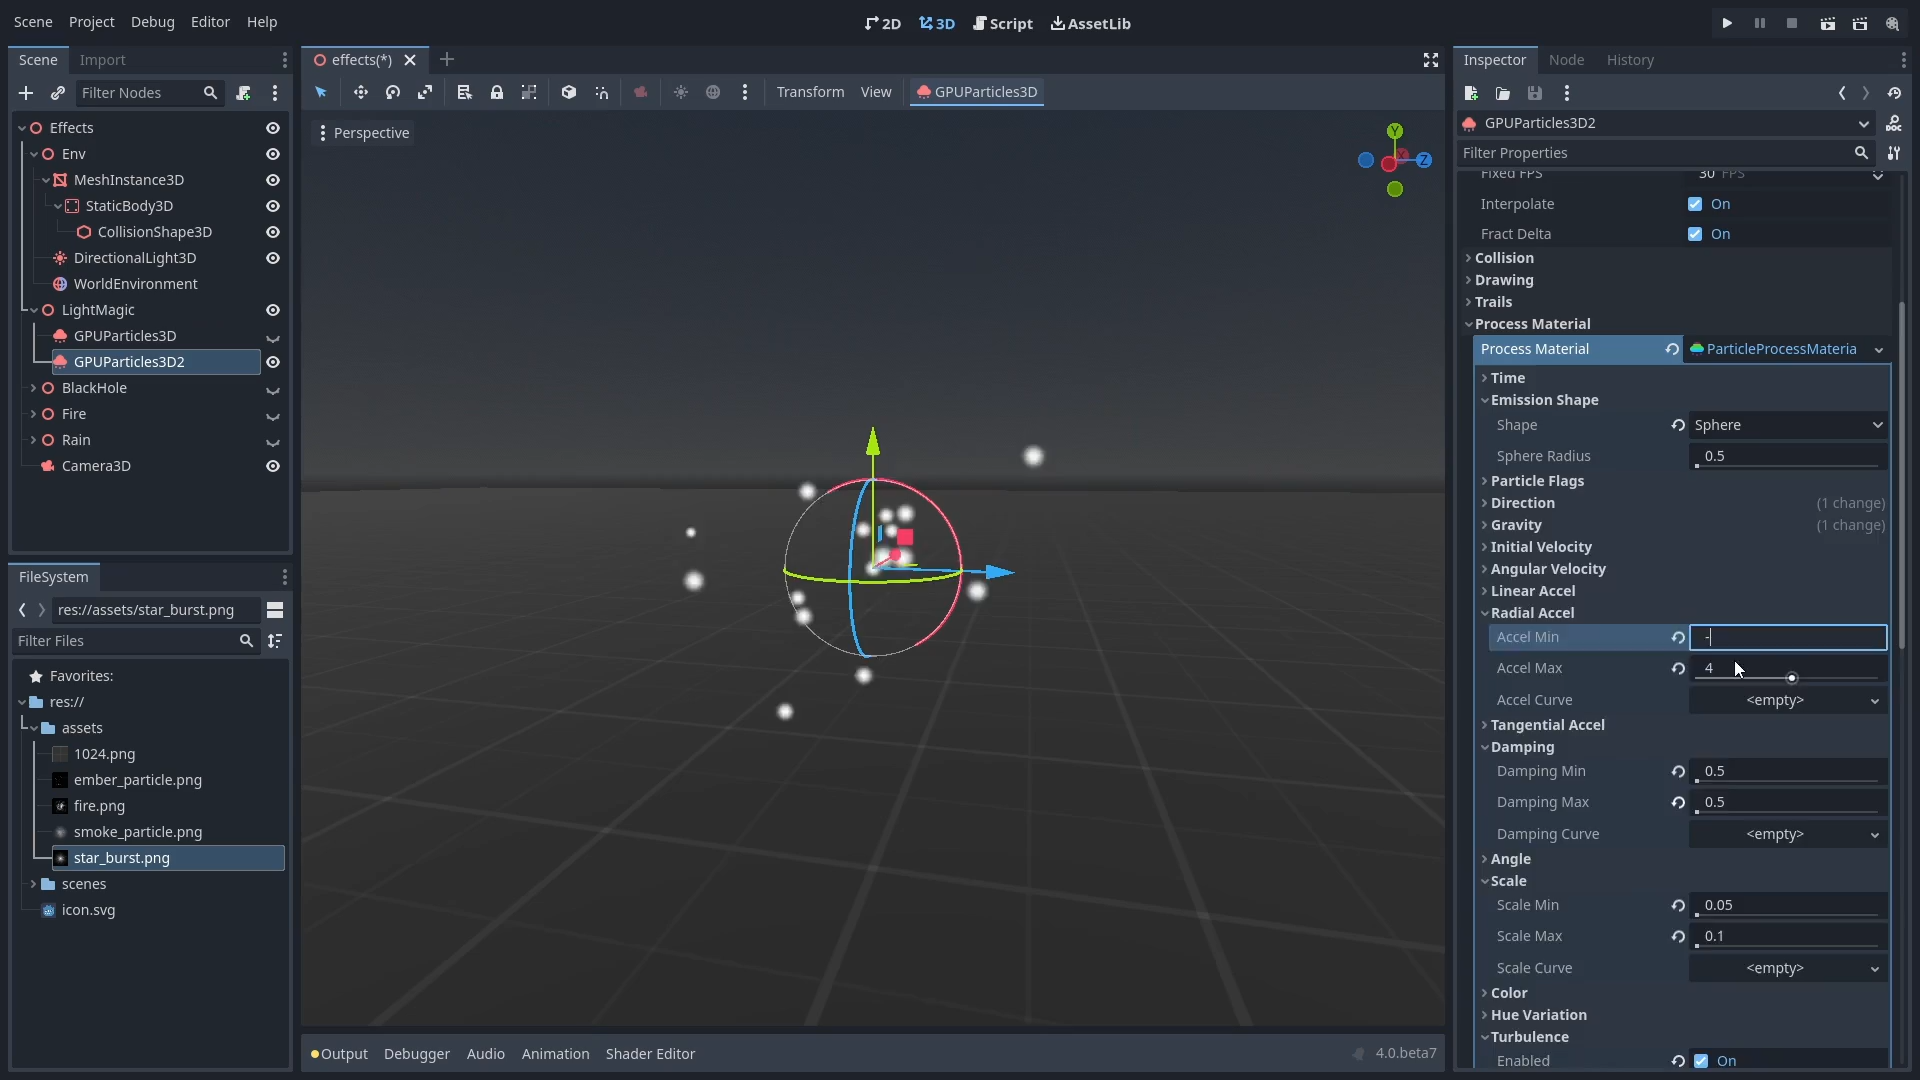 Scene Project Debug Editor Help
2D 3D Script AssetLib
Scene Import
Filter Nodes
Effects
Env
MeshInstance3D
StaticBody3D
CollisionShape3D
DirectionalLight3D
WorldEnvironment
LightMagic
GPUParticles3D
GPUParticles3D2
BlackHole
Fire
Rain
Camera3D
FileSystem
res://assets/star_burst.png
Filter Files
Favorites:
res://
assets
1024.png
ember_particle.png
fire.png
smoke_particle.png
star_burst.png
scenes
icon.svg
effects(*)
Transform View GPUParticles3D
Perspective
Y
Z
Output Debugger Audio Animation Shader Editor
4.0.beta7
Inspector Node History
GPUParticles3D2
DOC
Filter Properties
Fixed FPS 30 FPS
Interpolate On
Fract Delta On
Collision
Drawing
Trails
Process Material
Process Material ParticleProcessMateria
Time
Emission Shape
Shape Sphere
Sphere Radius 0.5
Particle Flags
Direction (1 change)
Gravity (1 change)
Initial Velocity
Angular Velocity
Linear Accel
Radial Accel
Accel Min -
Accel Max 4
Accel Curve <empty>
Tangential Accel
Damping
Damping Min 0.5
Damping Max 0.5
Damping Curve <empty>
Angle
Scale
Scale Min 0.05
Scale Max 0.1
Scale Curve <empty>
Color
Hue Variation
Turbulence
Enabled On